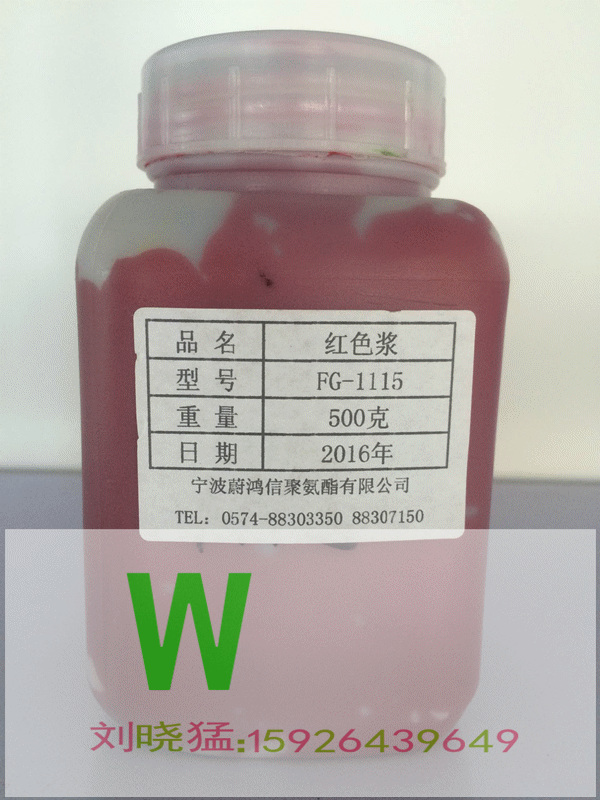 品名 红色浆
型号 FG-1115
重量 500克
日期 2016年
宁波蔚鸿信聚氨酯有限公司
TEL: 0574-88303350 88307150
W
刘晓猛:15926439649